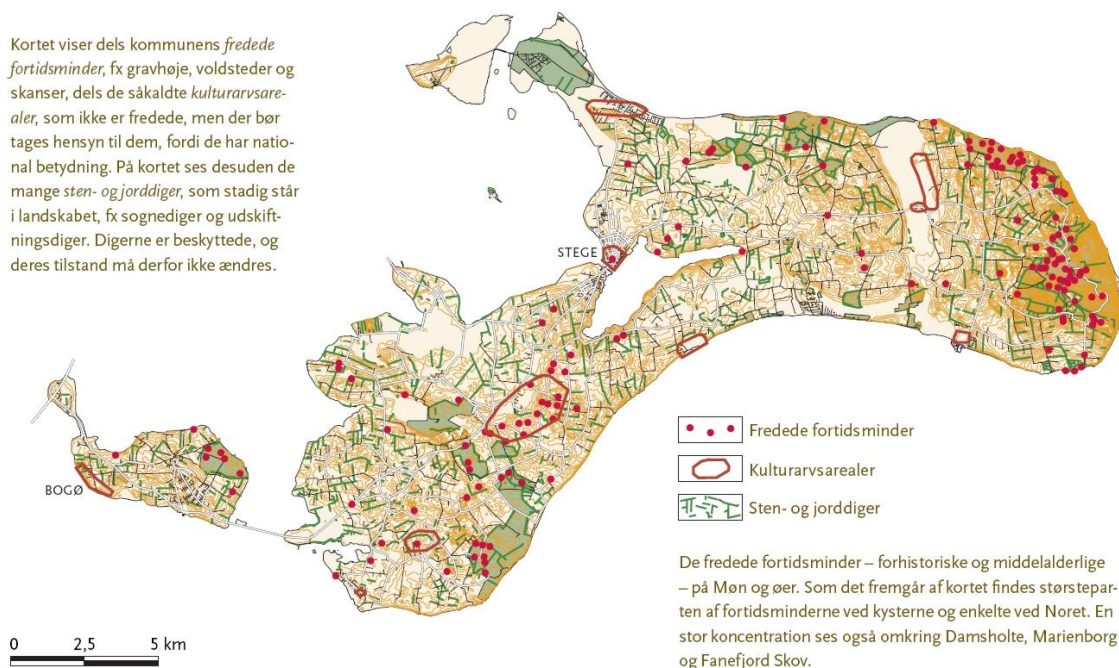 Kortet viser dels kommunens fredede
fortidsminder, fx gravhøje, voldsteder og
skanser, dels de såkaldte kulturarvsare-
aler, som ikke er fredede, men der bør
tages hensyn til dem, fordi de har natio-
nal betydning. På kortet ses desuden de
mange sten- og jorddiger, som stadig står
i landskabet, fx sognediger og udskift-
ningsdiger. Digerne er beskyttede, og
deres tilstand må derfor ikke ændres.
STEGE
BOGØ
Fredede fortidsminder
Kulturarvsarealer
Sten- og jorddiger
De fredede fortidsminder – forhistoriske og middelalderlige
– på Møn og øer. Som det fremgår af kortet findes størstepar-
ten af fortidsminderne ved kysterne og enkelte ved Noret. En
stor koncentration ses også omkring Damsholte, Marienborg
og Fanefjord Skov.
0 2,5 5 km